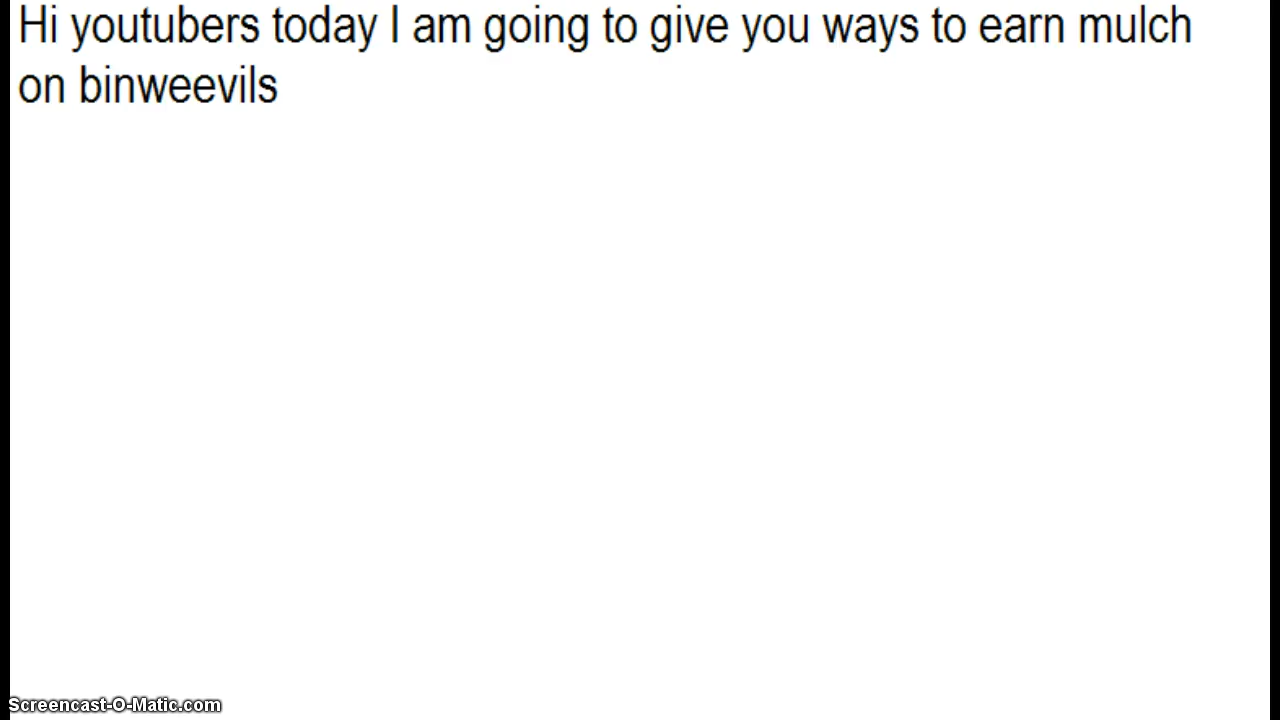 Hi youtubers today I am going to give you ways to earn mulch
on binweevils
Screencast-O-Matic.com